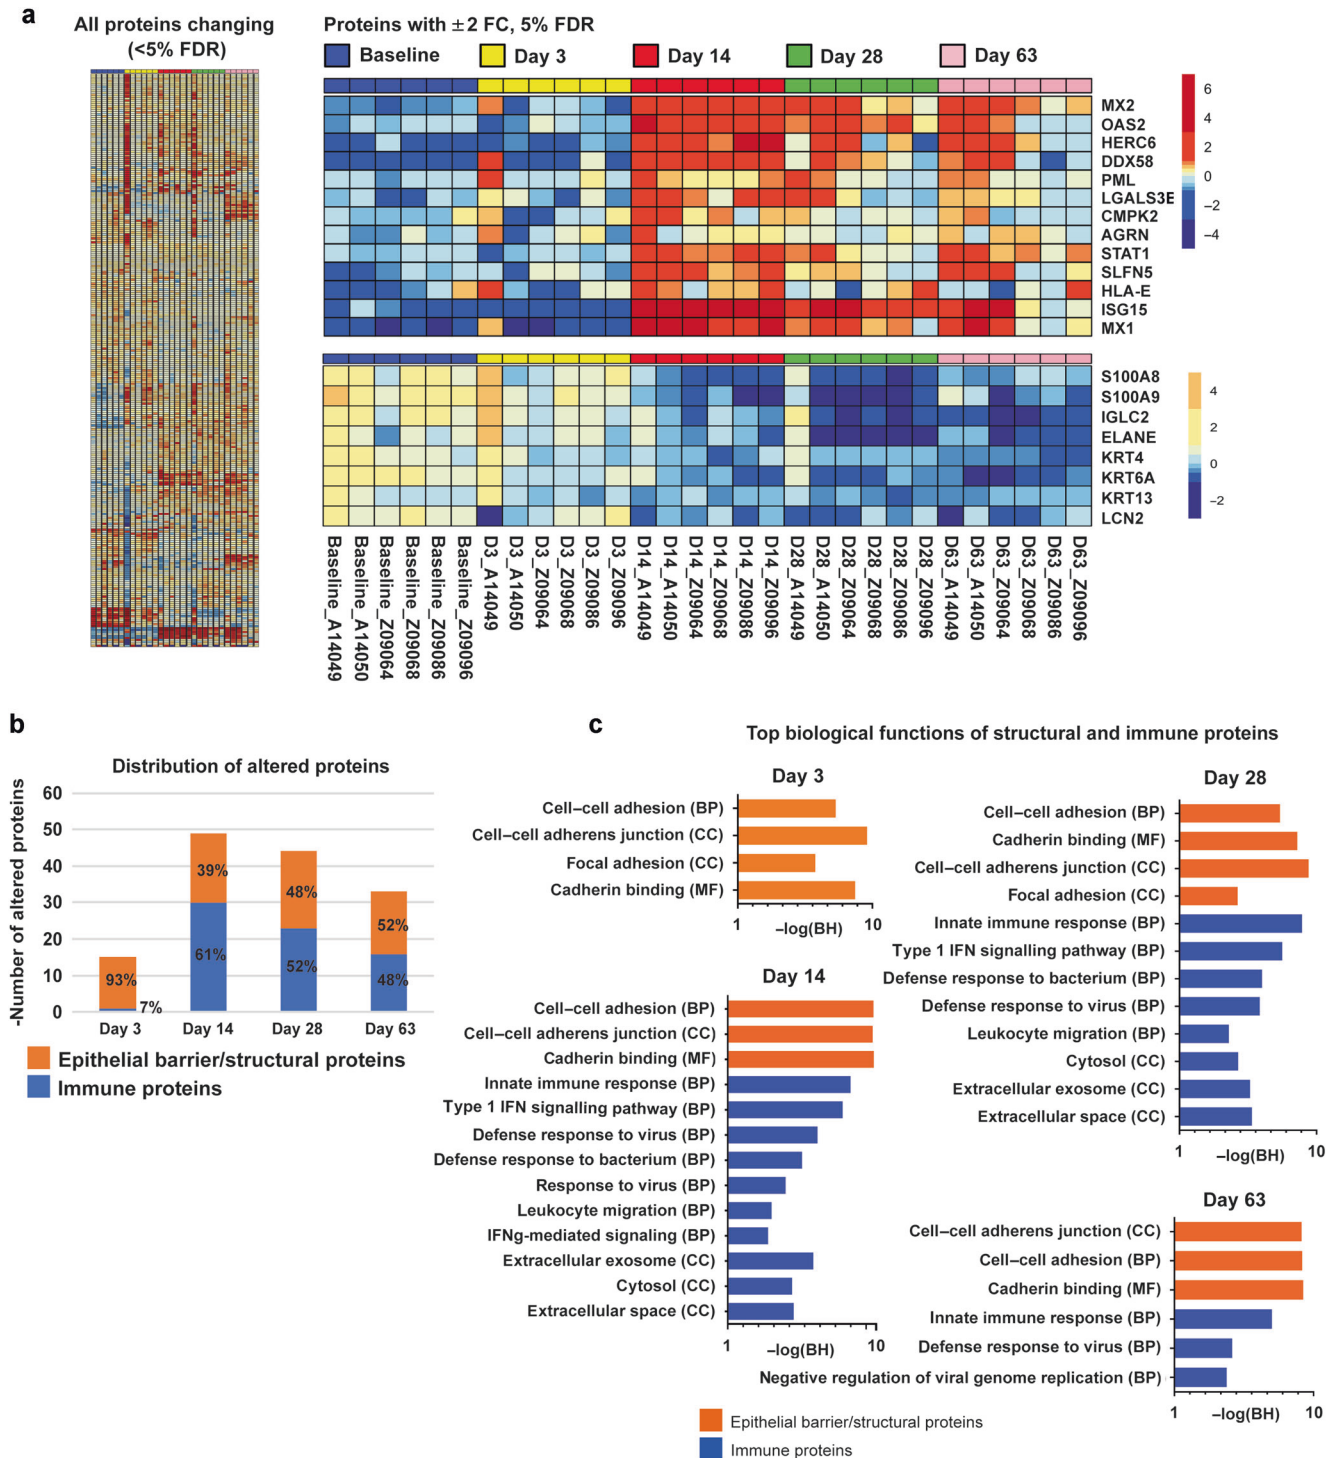 a
All proteins changing
(<5% FDR)
Proteins with ±2 FC, 5% FDR
Baseline
Day 3
Day 14
Day 28
Day 63
MX2
OAS2
HERC6
DDX58
PML
LGALS3E
CMPK2
AGRN
STAT1
SLFN5
HLA-E
ISG15
MX1
6
4
2
0
−2
−4
S100A8
S100A9
IGLC2
ELANE
KRT4
KRT6A
KRT13
LCN2
4
2
0
−2
Baseline_A14049
Baseline_A14050
Baseline_Z09064
Baseline_Z09068
Baseline_Z09086
Baseline_Z09096
D3_A14049
D3_A14050
D3_Z09064
D3_Z09068
D3_Z09086
D3_Z09096
D14_A14049
D14_A14050
D14_Z09064
D14_Z09068
D14_Z09086
D14_Z09096
D28_A14049
D28_A14050
D28_Z09064
D28_Z09068
D28_Z09086
D28_Z09096
D63_A14049
D63_A14050
D63_Z09064
D63_Z09068
D63_Z09086
D63_Z09096
b
Distribution of altered proteins
-Number of altered proteins
60
50
40
30
20
10
0
93%
7%
39%
61%
48%
52%
52%
48%
Day 3
Day 14
Day 28
Day 63
Epithelial barrier/structural proteins
Immune proteins
c
Top biological functions of structural and immune proteins
Day 3
Cell–cell adhesion (BP)
Cell–cell adherens junction (CC)
Focal adhesion (CC)
Cadherin binding (MF)
1
–log(BH)
10
Day 14
Cell–cell adhesion (BP)
Cell–cell adherens junction (CC)
Cadherin binding (MF)
Innate immune response (BP)
Type 1 IFN signalling pathway (BP)
Defense response to virus (BP)
Defense response to bacterium (BP)
Response to virus (BP)
Leukocyte migration (BP)
IFNg-mediated signaling (BP)
Extracellular exosome (CC)
Cytosol (CC)
Extracellular space (CC)
1
–log(BH)
10
Day 28
Cell–cell adhesion (BP)
Cadherin binding (MF)
Cell–cell adherens junction (CC)
Focal adhesion (CC)
Innate immune response (BP)
Type 1 IFN signalling pathway (BP)
Defense response to bacterium (BP)
Defense response to virus (BP)
Leukocyte migration (BP)
Cytosol (CC)
Extracellular exosome (CC)
Extracellular space (CC)
1
–log(BH)
10
Day 63
Cell–cell adherens junction (CC)
Cell–cell adhesion (BP)
Cadherin binding (MF)
Innate immune response (BP)
Defense response to virus (BP)
Negative regulation of viral genome replication (BP)
1
–log(BH)
10
Epithelial barrier/structural proteins
Immune proteins